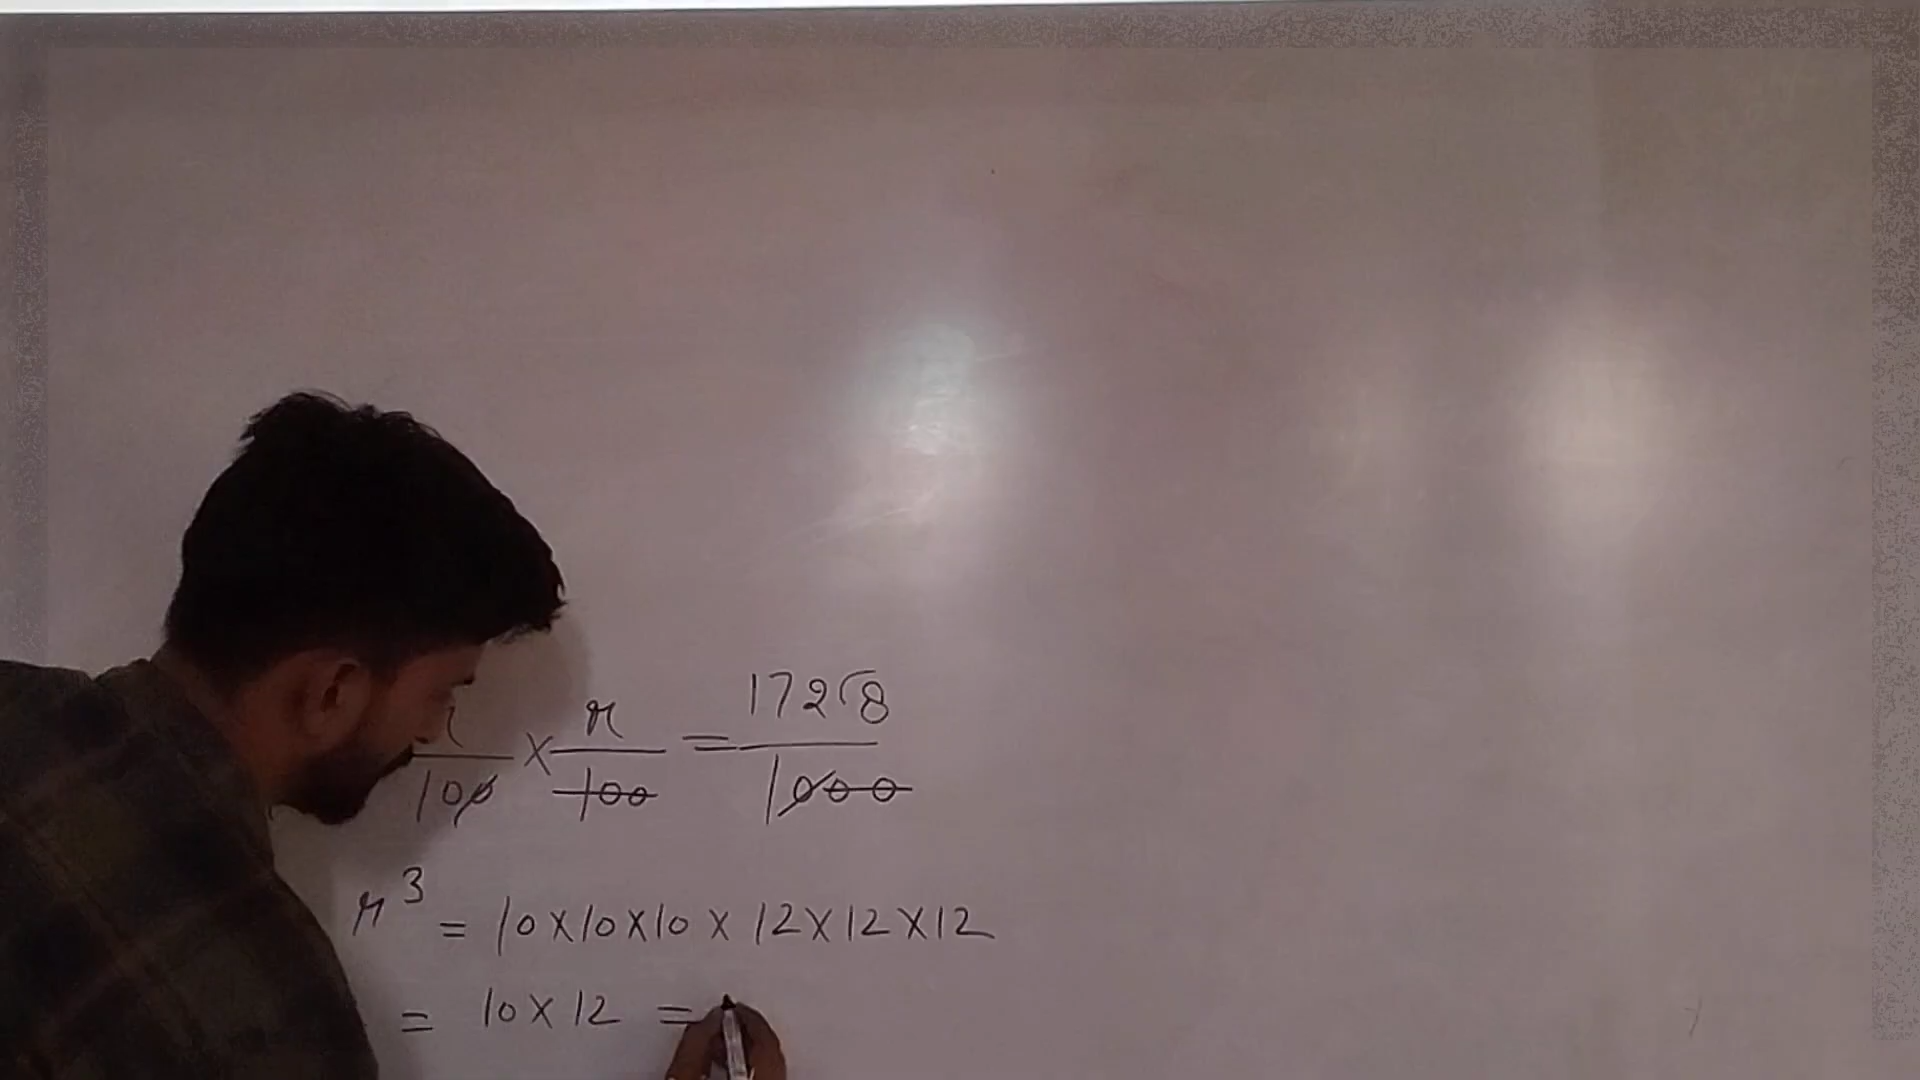 r/100 × r/100 = 1728/1000
r³ = 10×10×10 × 12×12×12
= 10×12 =